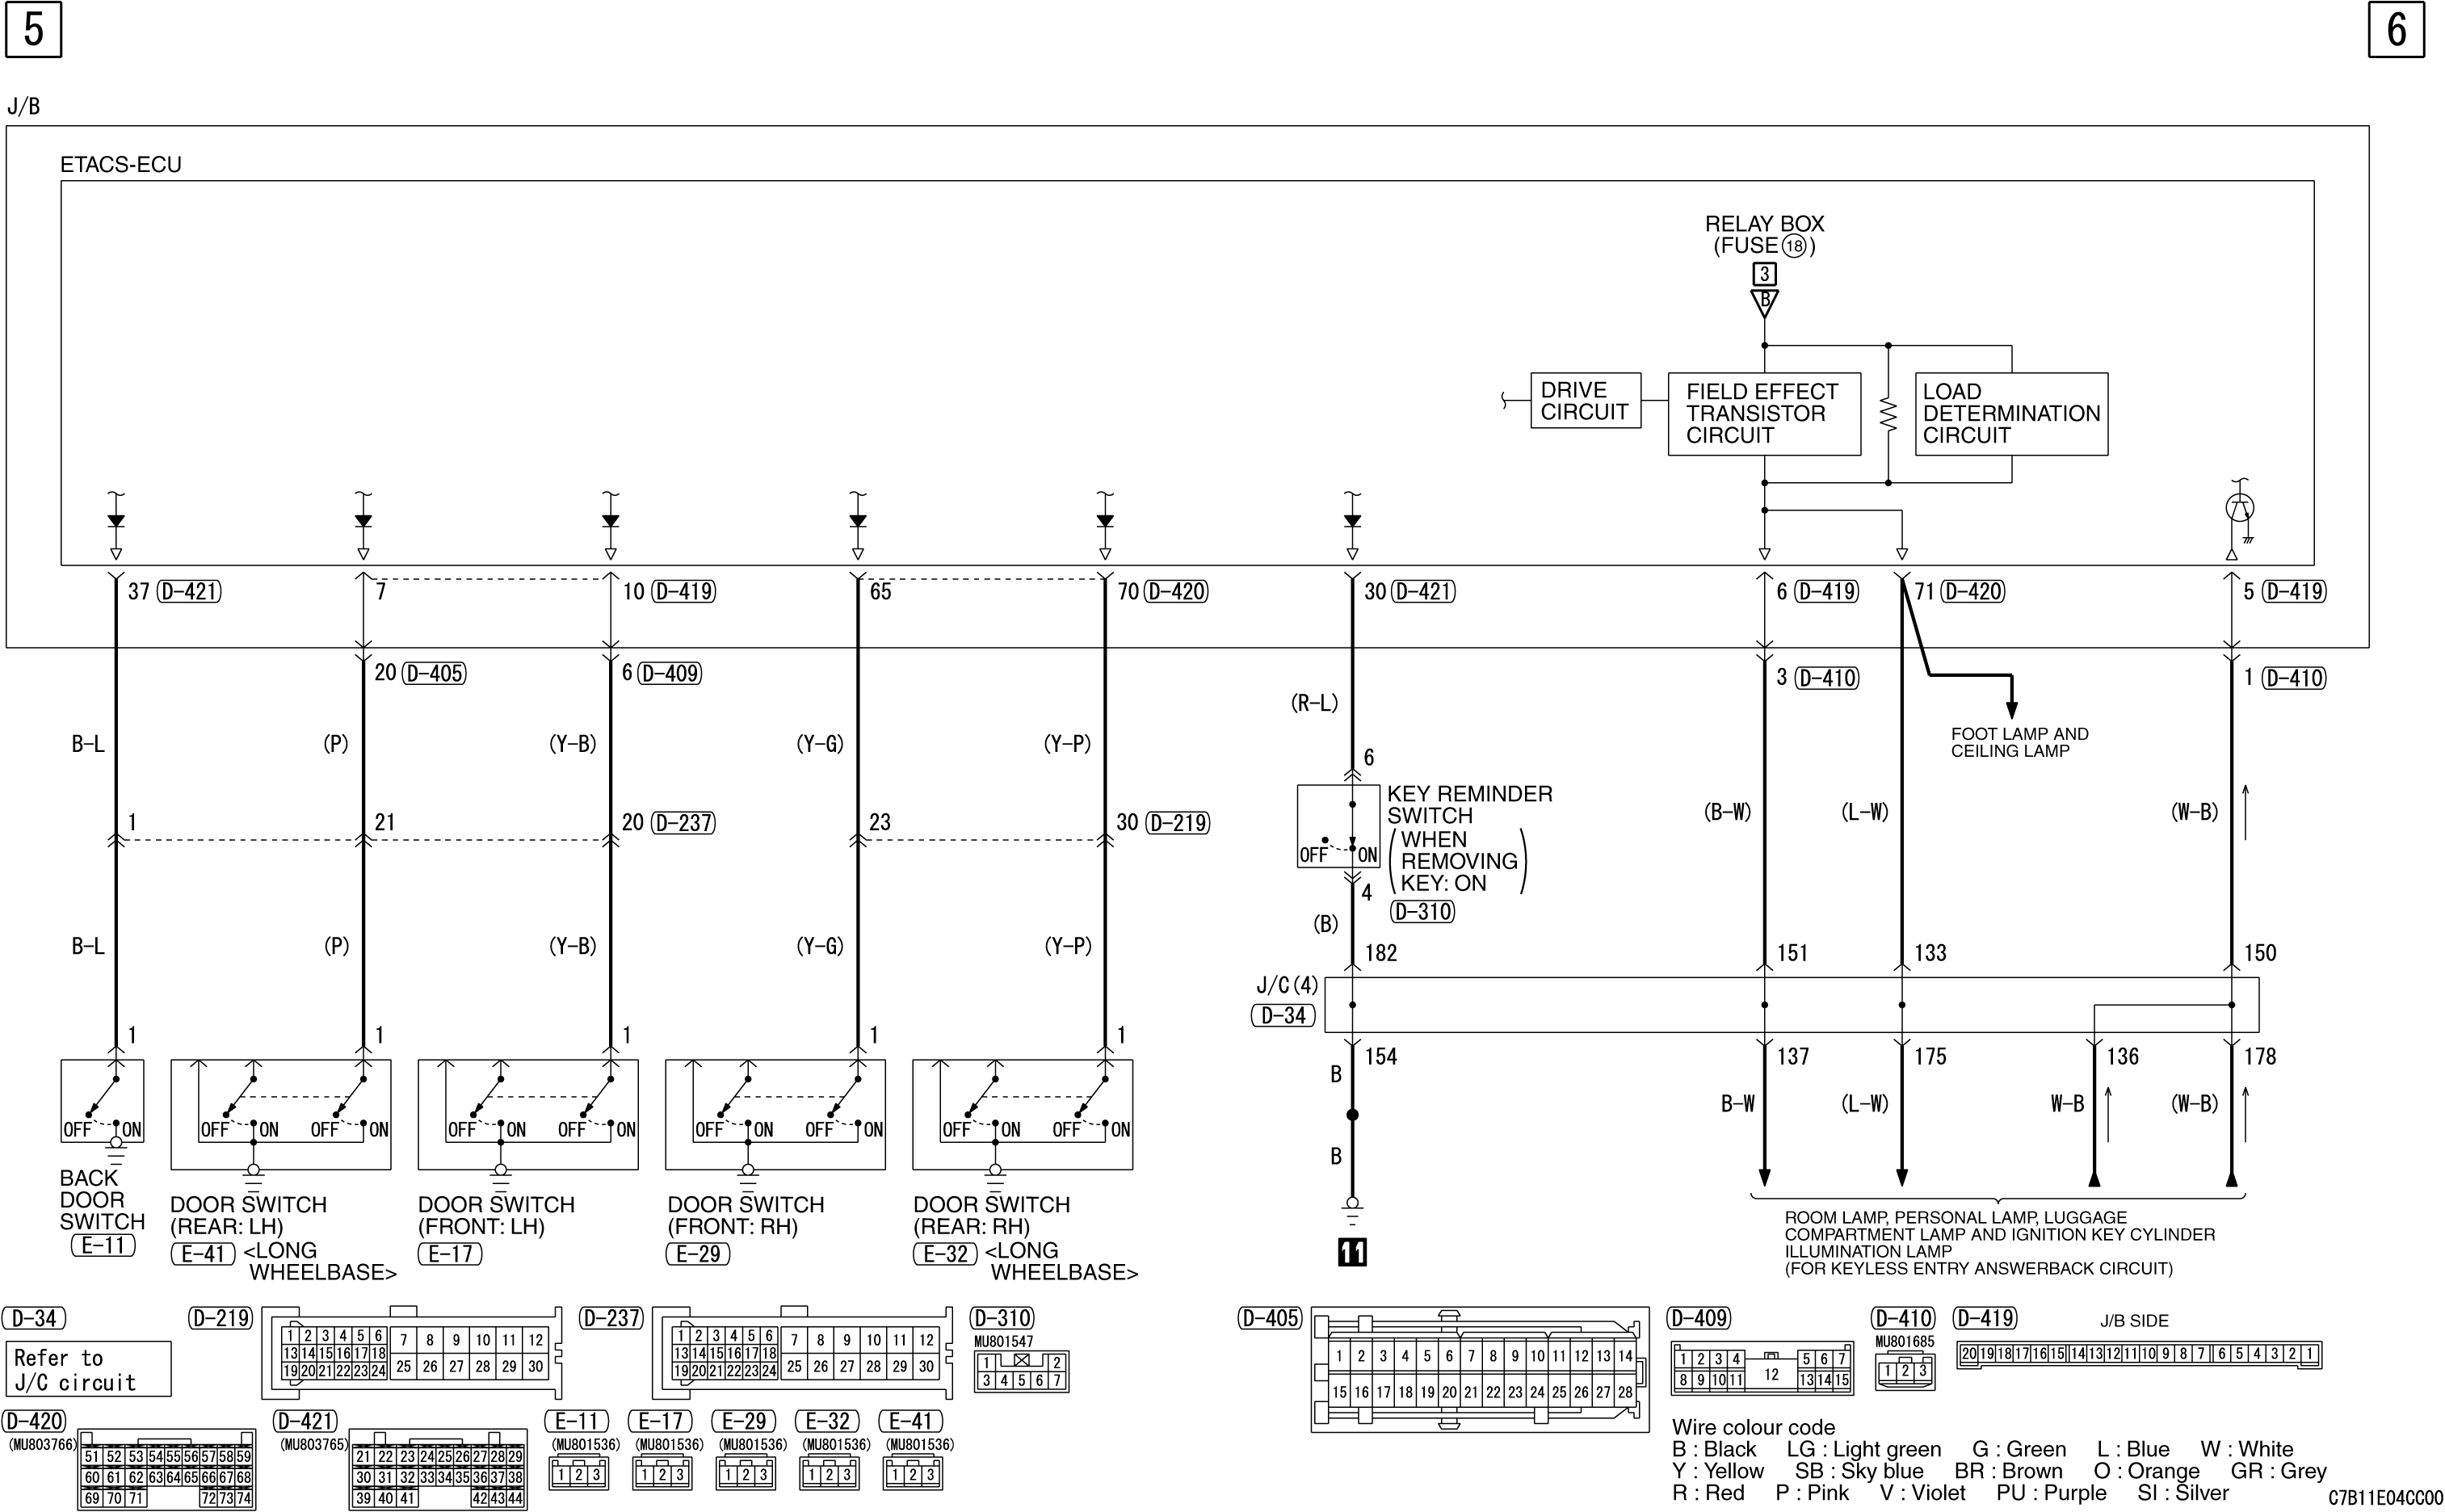 5
6
J/B
ETACS-ECU
RELAY BOX
(FUSE 18)
3
B
DRIVE
CIRCUIT
FIELD EFFECT
TRANSISTOR
CIRCUIT
LOAD
DETERMINATION
CIRCUIT
37 D-421
7
10 D-419
65
70 D-420
30 D-421
6 D-419
71 D-420
5 D-419
20 D-405
6 D-409
3 D-410
1 D-410
(R-L)
FOOT LAMP AND
CEILING LAMP
B-L
(P)
(Y-B)
(Y-G)
(Y-P)
6
KEY REMINDER
SWITCH
(WHEN
REMOVING
KEY: ON)
OFF ON
(B-W)
(L-W)
(W-B)
1
21
20 D-237
23
30 D-219
4
D-310
(B)
B-L
(P)
(Y-B)
(Y-G)
(Y-P)
182
151
133
150
J/C(4)
D-34
1
1
1
1
1
154
137
175
136
178
B
B-W
(L-W)
W-B
(W-B)
OFF ON
OFF ON OFF ON
OFF ON OFF ON
OFF ON OFF ON
OFF ON OFF ON
B
BACK
DOOR
SWITCH
E-11
DOOR SWITCH
(REAR: LH)
E-41 <LONG
WHEELBASE>
DOOR SWITCH
(FRONT: LH)
E-17
DOOR SWITCH
(FRONT: RH)
E-29
DOOR SWITCH
(REAR: RH)
E-32 <LONG
WHEELBASE>
11
ROOM LAMP, PERSONAL LAMP, LUGGAGE
COMPARTMENT LAMP AND IGNITION KEY CYLINDER
ILLUMINATION LAMP
(FOR KEYLESS ENTRY ANSWERBACK CIRCUIT)
D-34
Refer to
J/C circuit
D-219
1 2 3 4 5 6 7 8 9 10 11 12
13 14 15 16 17 18
19 20 21 22 23 24 25 26 27 28 29 30
D-237
1 2 3 4 5 6 7 8 9 10 11 12
13 14 15 16 17 18
19 20 21 22 23 24 25 26 27 28 29 30
D-310
MU801547
1 2
3 4 5 6 7
D-405
1 2 3 4 5 6 7 8 9 10 11 12 13 14
15 16 17 18 19 20 21 22 23 24 25 26 27 28
D-409
1 2 3 4 5 6 7
8 9 10 11 12 13 14 15
D-410
MU801685
1 2 3
D-419
J/B SIDE
20 19 18 17 16 15 14 13 12 11 10 9 8 7 6 5 4 3 2 1
D-420
(MU803766)
51 52 53 54 55 56 57 58 59
60 61 62 63 64 65 66 67 68
69 70 71 72 73 74
D-421
(MU803765)
21 22 23 24 25 26 27 28 29
30 31 32 33 34 35 36 37 38
39 40 41 42 43 44
E-11
(MU801536)
1 2 3
E-17
(MU801536)
1 2 3
E-29
(MU801536)
1 2 3
E-32
(MU801536)
1 2 3
E-41
(MU801536)
1 2 3
Wire colour code
B : Black LG : Light green G : Green L : Blue W : White
Y : Yellow SB : Sky blue BR : Brown O : Orange GR : Grey
R : Red P : Pink V : Violet PU : Purple SI : Silver
C7B11E04CC00